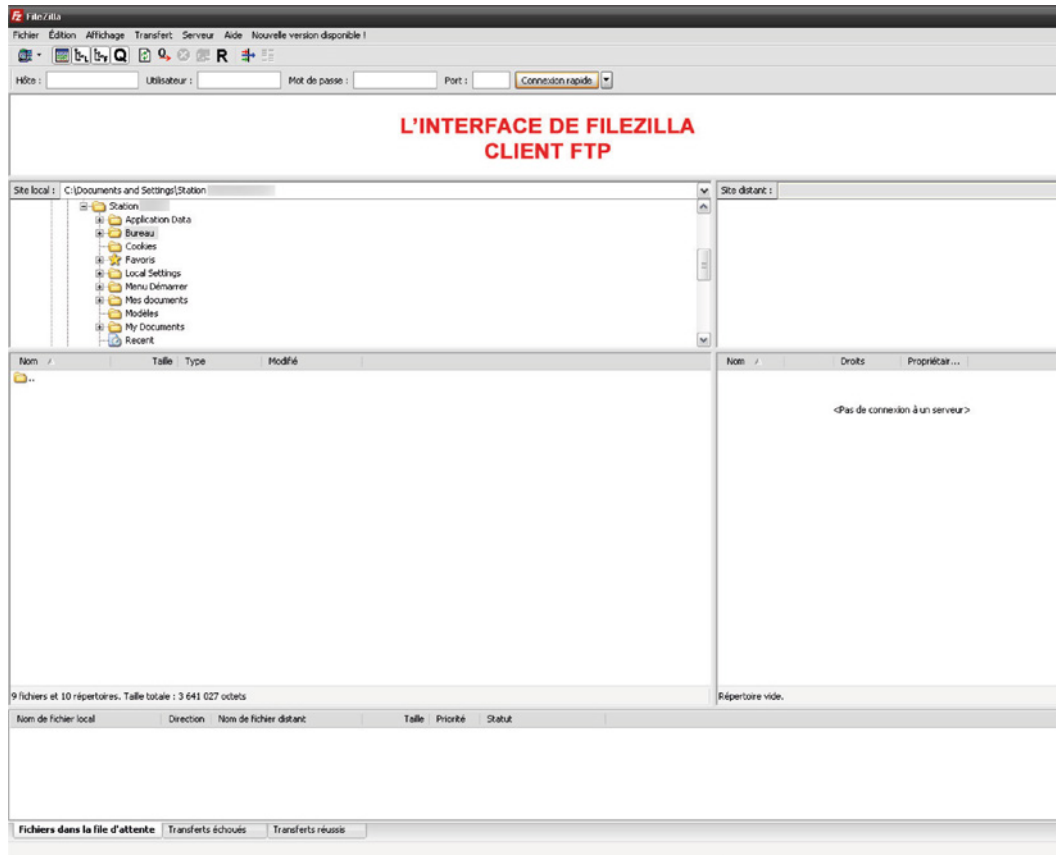 FileZilla
Fichier Édition Affichage Transfert Serveur Aide Nouvelle version disponible !
Q R
Hôte : Utilisateur : Mot de passe : Port : Connexion rapide
L'INTERFACE DE FILEZILLA
CLIENT FTP
Site local : C:\Documents and Settings\Station
Site distant :
Station
Application Data
Bureau
Cookies
Favoris
Local Settings
Menu Démarrer
Mes documents
Modèles
My Documents
Recent
Nom Taille Type Modifié
..
9 fichiers et 10 répertoires. Taille totale : 3 641 027 octets
Nom Droits Propriétair...
<Pas de connexion à un serveur>
Répertoire vide.
Nom de fichier local Direction Nom de fichier distant Taille Priorité Statut
Fichiers dans la file d'attente Transferts échoués Transferts réussis